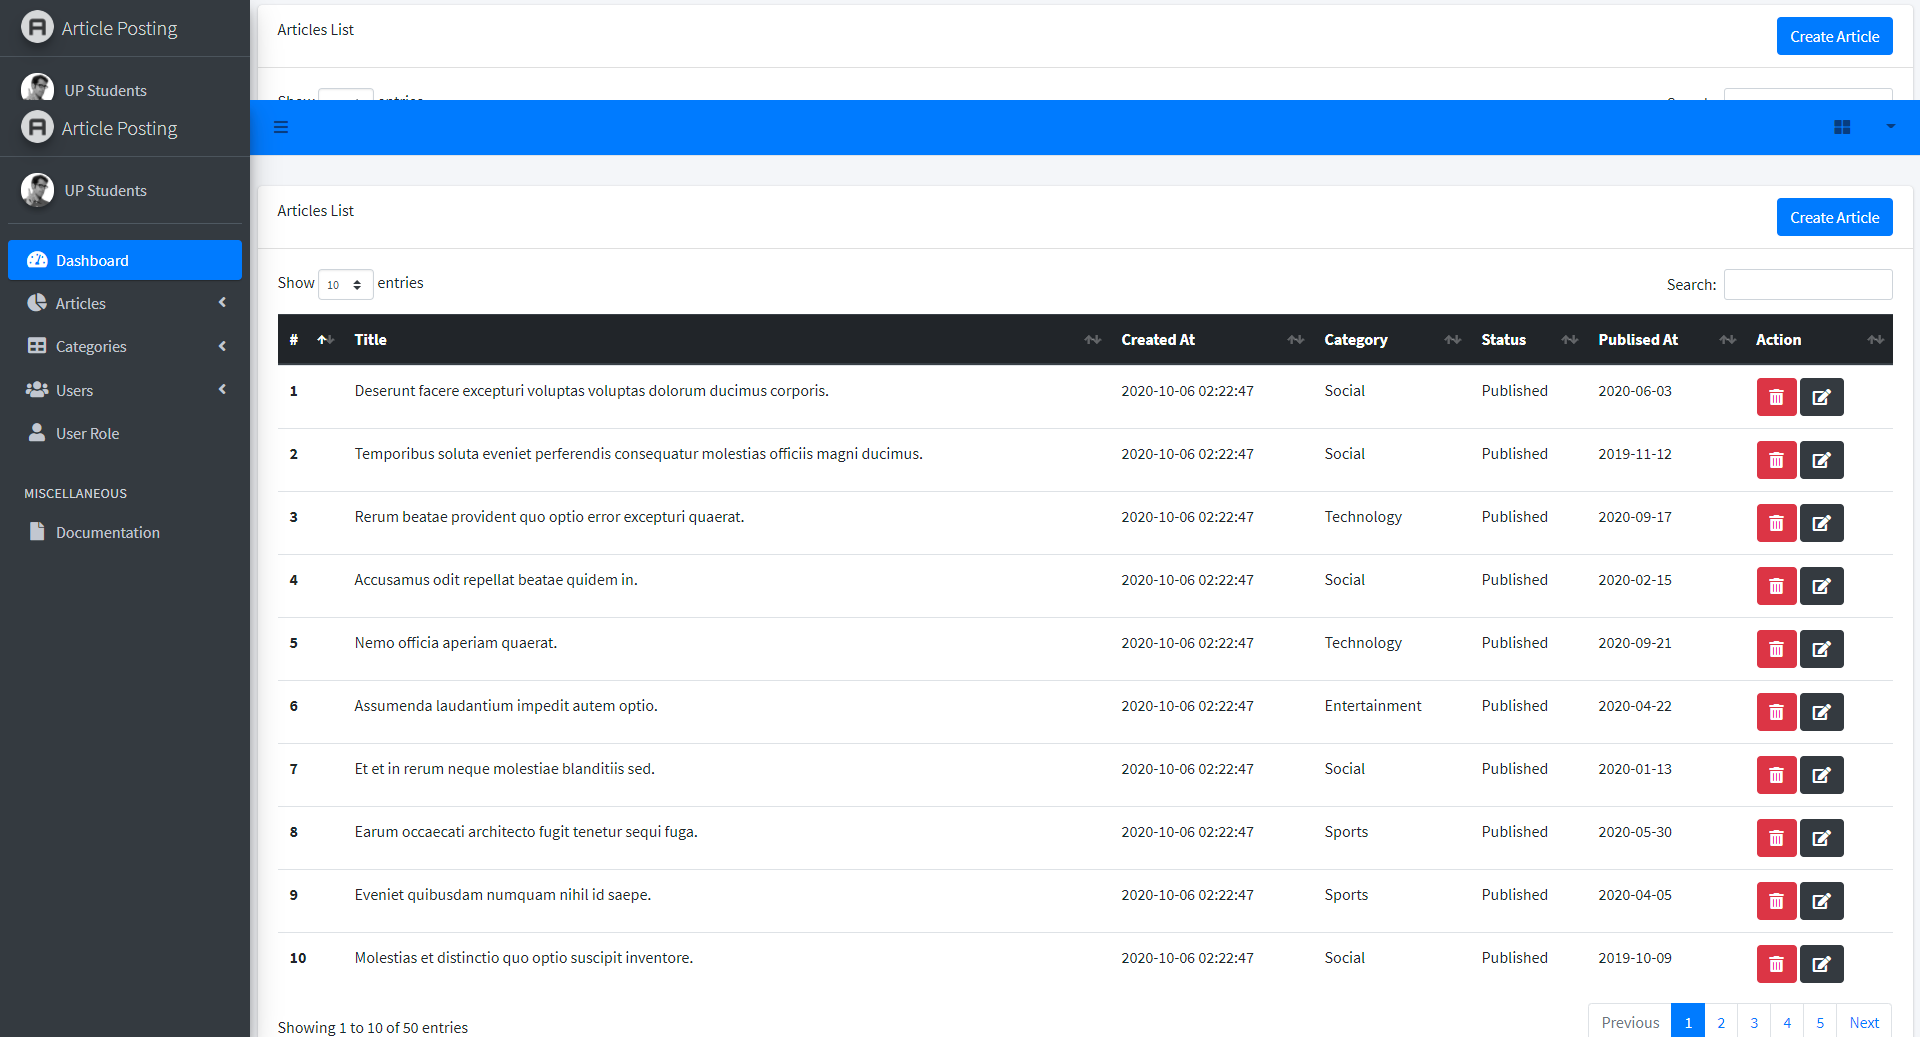 Article Posting
Articles List
Create Article
UP Students
Show entries
Article Posting
UP Students
Articles List
Create Article
Dashboard
Articles
Categories
Users
User Role
MISCELLANEOUS
Documentation
Show 10 entries
Search:
# Title Created At Category Status Publised At Action
1 Deserunt facere excepturi voluptas voluptas dolorum ducimus corporis. 2020-10-06 02:22:47 Social Published 2020-06-03
2 Temporibus soluta eveniet perferendis consequatur molestias officiis magni ducimus. 2020-10-06 02:22:47 Social Published 2019-11-12
3 Rerum beatae provident quo optio error excepturi quaerat. 2020-10-06 02:22:47 Technology Published 2020-09-17
4 Accusamus odit repellat beatae quidem in. 2020-10-06 02:22:47 Social Published 2020-02-15
5 Nemo officia aperiam quaerat. 2020-10-06 02:22:47 Technology Published 2020-09-21
6 Assumenda laudantium impedit autem optio. 2020-10-06 02:22:47 Entertainment Published 2020-04-22
7 Et et in rerum neque molestiae blanditiis sed. 2020-10-06 02:22:47 Social Published 2020-01-13
8 Earum occaecati architecto fugit tenetur sequi fuga. 2020-10-06 02:22:47 Sports Published 2020-05-30
9 Eveniet quibusdam numquam nihil id saepe. 2020-10-06 02:22:47 Sports Published 2020-04-05
10 Molestias et distinctio quo optio suscipit inventore. 2020-10-06 02:22:47 Social Published 2019-10-09
Showing 1 to 10 of 50 entries
Previous 1 2 3 4 5 Next